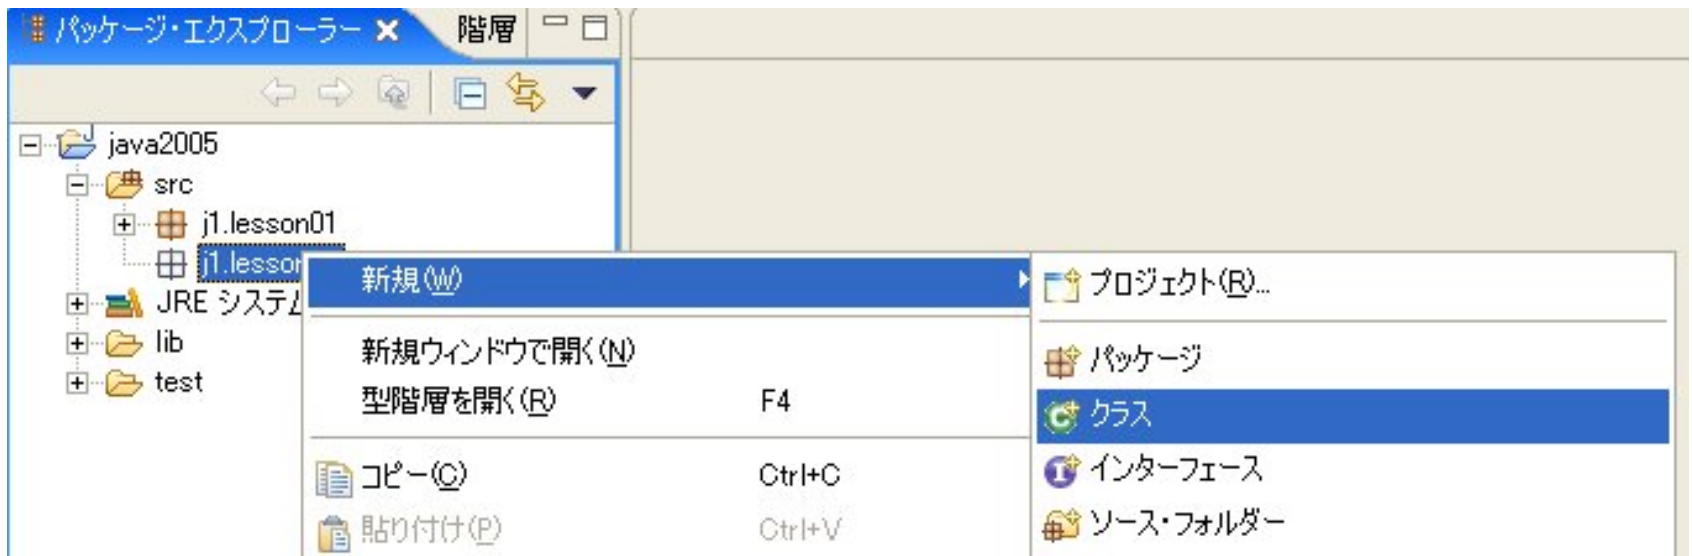 パッケージ・エクスプローラー 階層
java2005
src
j1.lesson01
j1.lesson
JRE システム
lib
test
新規(W)
新規ウィンドウで開く(N)
型階層を開く(R) F4
コピー(C) Ctrl+C
貼り付け(P) Ctrl+V
プロジェクト(R)...
パッケージ
クラス
インターフェース
ソース・フォルダー